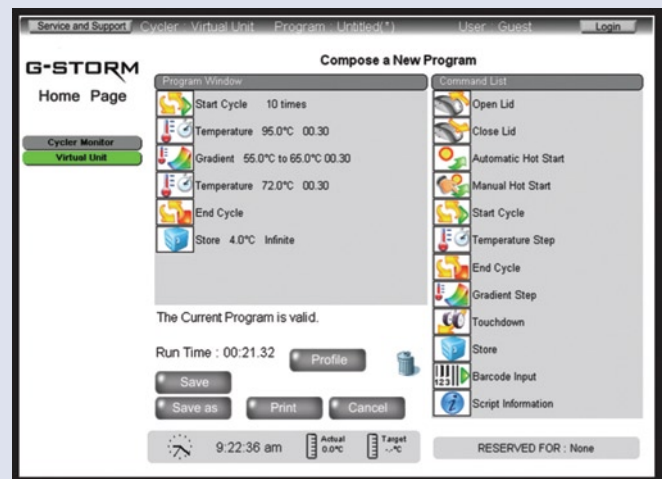 Service and Support Cycler : Virtual Unit Program : Untitled(*) User : Guest Login
G-STORM
Home Page
Cycler Monitor
Virtual Unit
Compose a New Program
Program Window
Start Cycle 10 times
Temperature 95.0°C 00.30
Gradient 55.0°C to 65.0°C 00.30
Temperature 72.0°C 00.30
End Cycle
Store 4.0°C Infinite
The Current Program is valid.
Run Time : 00:21.32
Profile
Save
Save as Print Cancel
9:22:36 am
Actual
0.0°C
Target
-.-°C
Command List
Open Lid
Close Lid
Automatic Hot Start
Manual Hot Start
Start Cycle
Temperature Step
End Cycle
Gradient Step
Touchdown
Store
123
Barcode Input
Script Information
RESERVED FOR : None